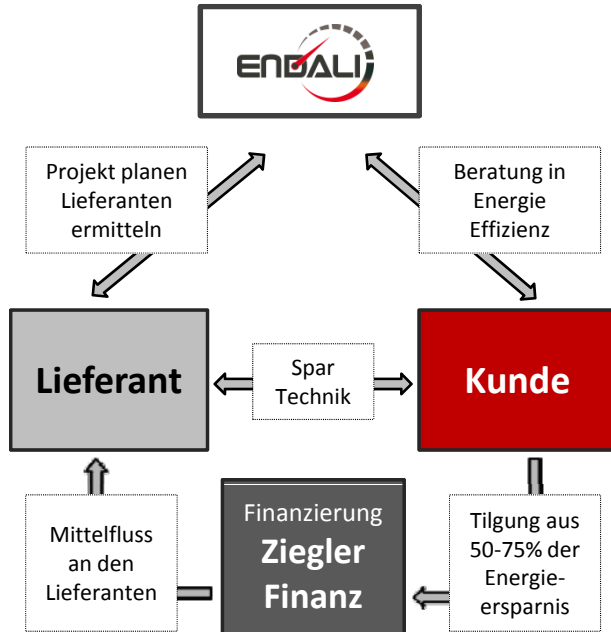 ENDALI
Projekt planen
Lieferanten
ermitteln
Beratung in
Energie
Effizienz
Lieferant
Spar
Technik
Kunde
Mittelfluss
an den
Lieferanten
Finanzierung
Ziegler
Finanz
Tilgung aus
50-75% der
Energie-
ersparnis